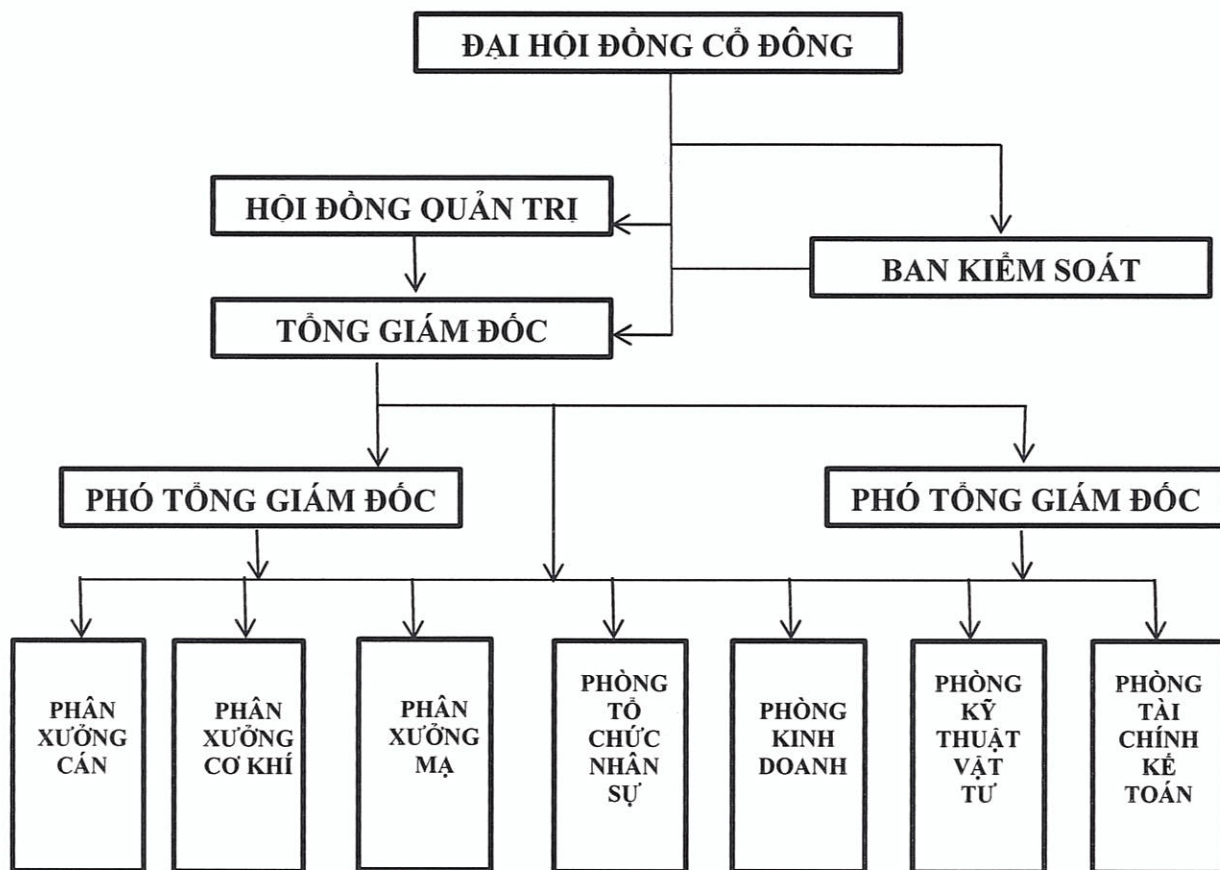 ĐẠI HỘI ĐỒNG CỔ ĐÔNG
HỘI ĐỒNG QUẢN TRỊ
BAN KIỂM SOÁT
TỔNG GIÁM ĐỐC
PHÓ TỔNG GIÁM ĐỐC
PHÓ TỔNG GIÁM ĐỐC
PHÂN
XƯỞNG
CÁN
PHÂN
XƯỞNG
CƠ KHÍ
PHÂN
XƯỞNG
MẠ
PHÒNG
TỔ
CHỨC
NHÂN
SỰ
PHÒNG
KINH
DOANH
PHÒNG
KỸ
THUẬT
VẬT
TƯ
PHÒNG
TÀI
CHÍNH
KẾ
TOÁN